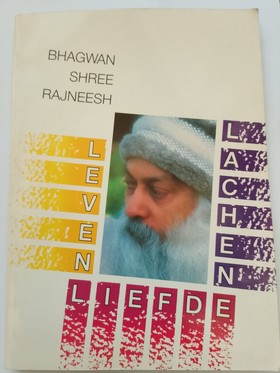 BHAGWAN
SHREE
RAJNEESH
LEVEN
LACHEN
LIEFDE